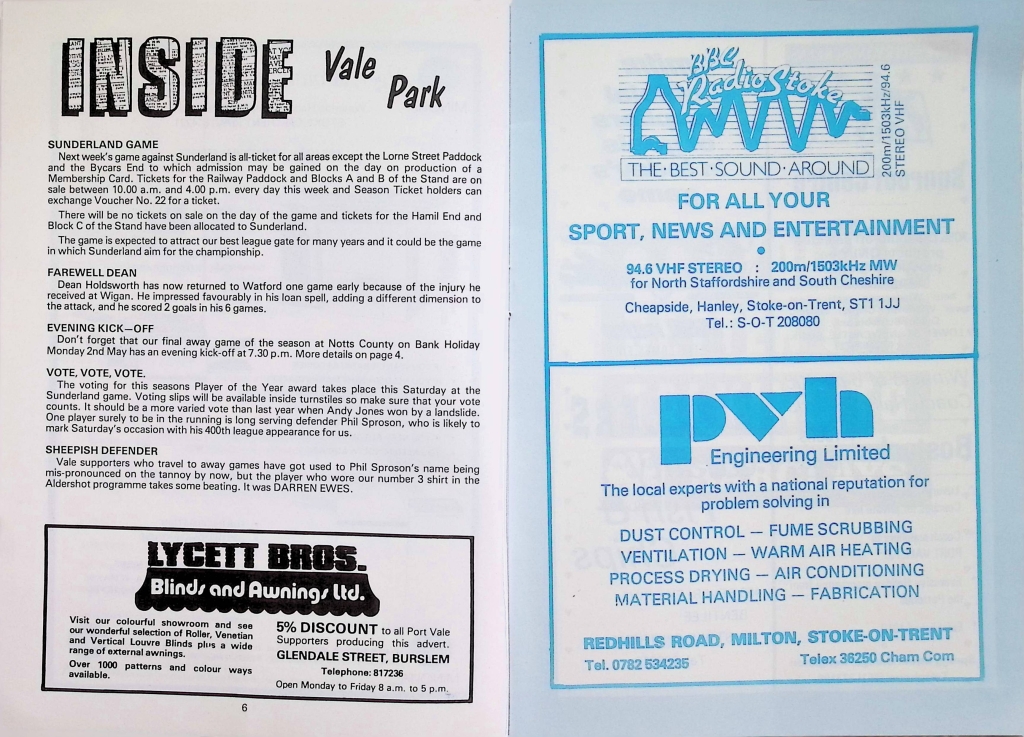 INSIDE Vale Park
SUNDERLAND GAME
Next week's game against Sunderland is all-ticket for all areas except the Lorne Street Paddock
and the Bycars End to which admission may be gained on the day on production of a
Membership Card. Tickets for the Railway Paddock and Blocks A and B of the Stand are on
sale between 10.00 a.m. and 4.00 p.m. every day this week and Season Ticket holders can
exchange Voucher No. 22 for a ticket.
There will be no tickets on sale on the day of the game and tickets for the Hamil End and
Block C of the Stand have been allocated to Sunderland.
The game is expected to attract our best league gate for many years and it could be the game
in which Sunderland aim for the championship.
FAREWELL DEAN
Dean Holdsworth has now returned to Watford one game early because of the injury he
received at Wigan. He impressed favourably in his loan spell, adding a different dimension to
the attack, and he scored 2 goals in his 6 games.
EVENING KICK—OFF
Don't forget that our final away game of the season at Notts County on Bank Holiday
Monday 2nd May has an evening kick-off at 7.30 p.m. More details on page 4.
VOTE, VOTE, VOTE.
The voting for this seasons Player of the Year award takes place this Saturday at the
Sunderland game. Voting slips will be available inside turnstiles so make sure that your vote
counts. It should be a more varied vote than last year when Andy Jones won by a landslide.
One player surely to be in the running is long serving defender Phil Sproson, who is likely to
mark Saturday's occasion with his 400th league appearance for us.
SHEEPISH DEFENDER
Vale supporters who travel to away games have got used to Phil Sproson's name being
mis-pronounced on the tannoy by now, but the player who wore our number 3 shirt in the
Aldershot programme takes some beating. It was DARREN EWES.
LYCETT BROS.
Blinds and Awnings Ltd.
Visit our colourful showroom and see
our wonderful selection of Roller, Venetian
and Vertical Louvre Blinds plus a wide
range of external awnings.
Over 1000 patterns and colour ways
available.
5% DISCOUNT to all Port Vale
Supporters producing this advert.
GLENDALE STREET, BURSLEM
Telephone: 817236
Open Monday to Friday 8 a.m. to 5 p.m.
6
BBC
Radio Stoke
200m/1503kHz/94.6
STEREO VHF
THE·BEST·SOUND·AROUND
FOR ALL YOUR
SPORT, NEWS AND ENTERTAINMENT
94.6 VHF STEREO : 200m/1503kHz MW
for North Staffordshire and South Cheshire
Cheapside, Hanley, Stoke-on-Trent, ST1 1JJ
Tel.: S-O-T 208080
pvh
Engineering Limited
The local experts with a national reputation for
problem solving in
DUST CONTROL — FUME SCRUBBING
VENTILATION — WARM AIR HEATING
PROCESS DRYING — AIR CONDITIONING
MATERIAL HANDLING — FABRICATION
REDHILLS ROAD, MILTON, STOKE-ON-TRENT
Tel. 0782 534235 Telex 36250 Cham Com